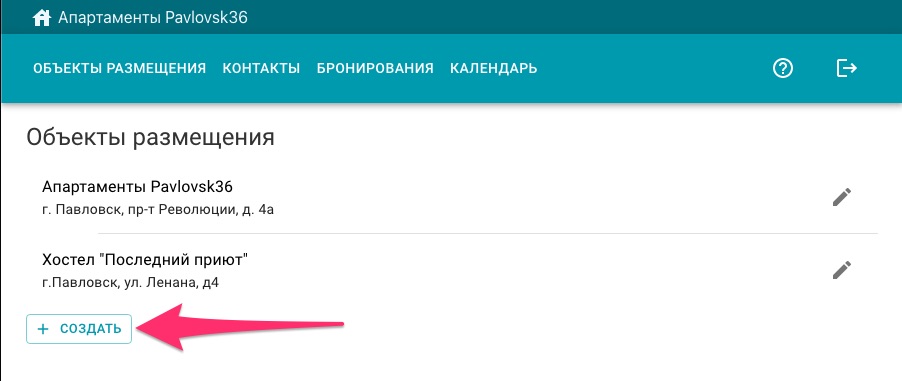 Апартаменты Pavlovsk36
ОБЪЕКТЫ РАЗМЕЩЕНИЯ КОНТАКТЫ БРОНИРОВАНИЯ КАЛЕНДАРЬ
Объекты размещения
Апартаменты Pavlovsk36
г. Павловск, пр-т Революции, д. 4а
Хостел "Последний приют"
г.Павловск, ул. Ленана, д4
+ СОЗДАТЬ